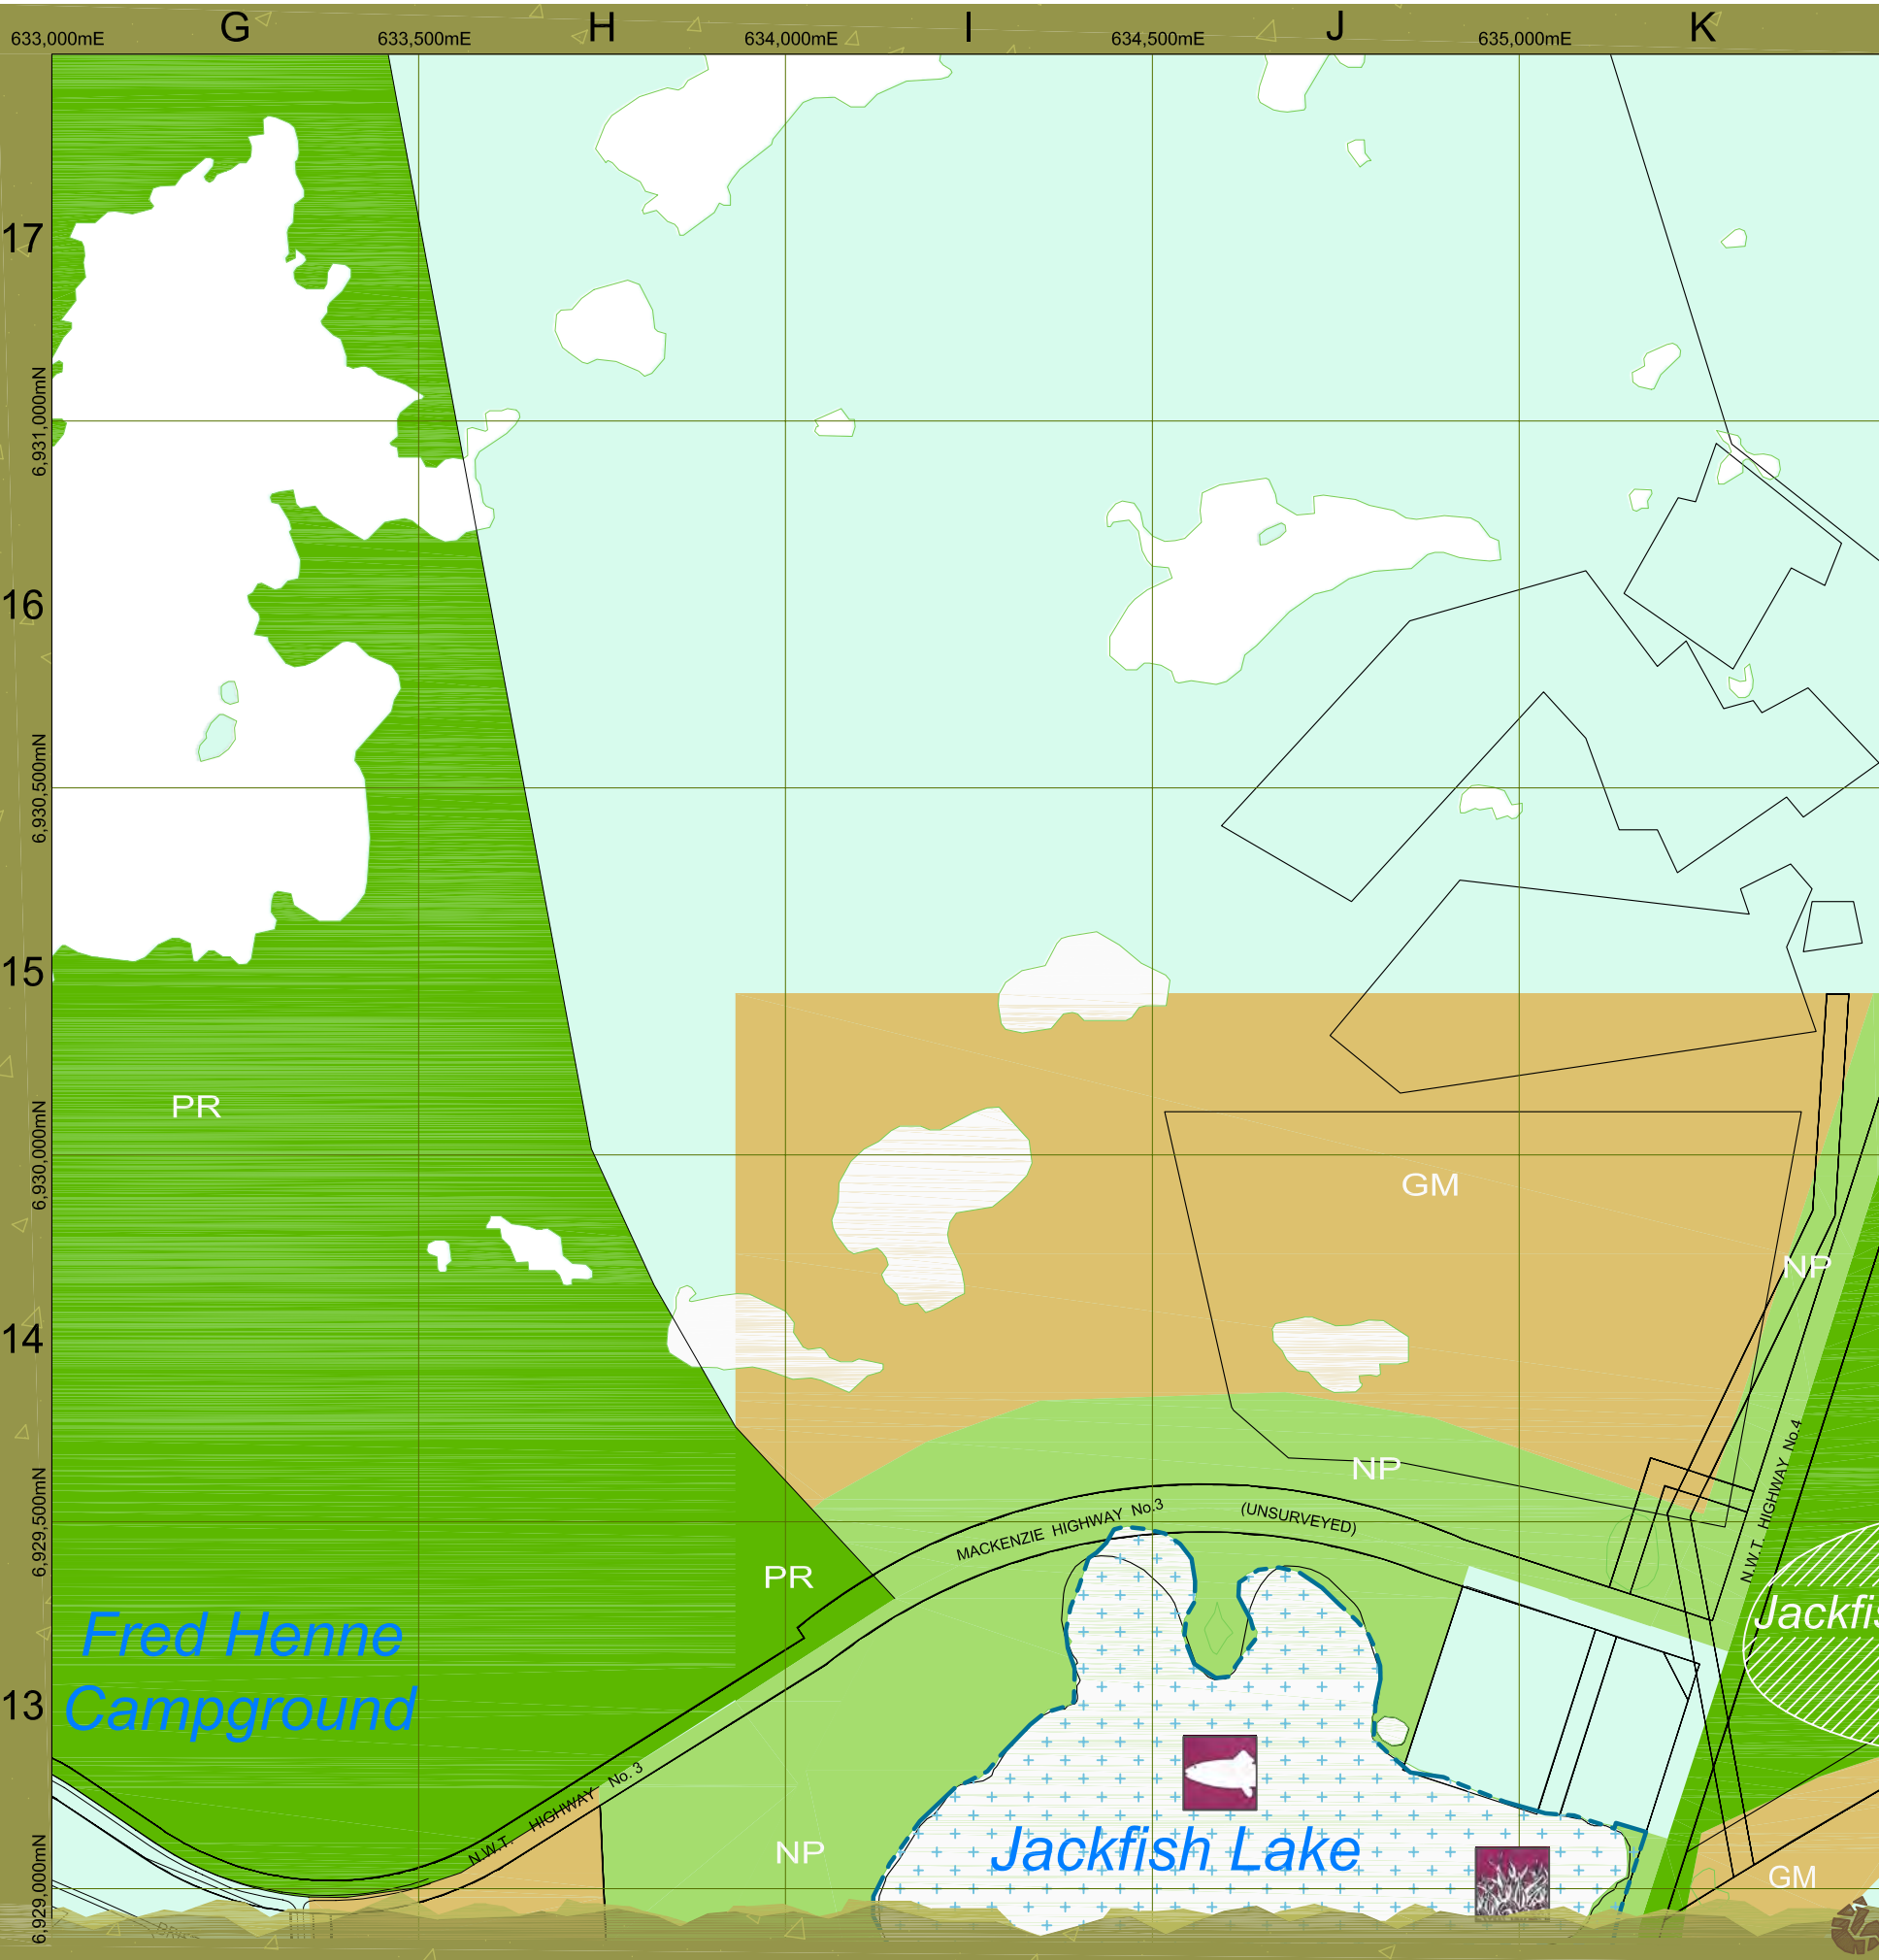 G H I J K
633,000mE 633,500mE 634,000mE 634,500mE 635,000mE
17
6,931,000mN
16
6,930,500mN
15
PR
6,930,000mN
GM
NP
14
N.W.T. HIGHWAY No.4
NP
6,929,500mN
MACKENZIE HIGHWAY No.3 (UNSURVEYED)
PR
Jackfis
Fred Henne
Campground
13
N.W.T. HIGHWAY No. 3
NP
Jackfish Lake
GM
6,929,000mN